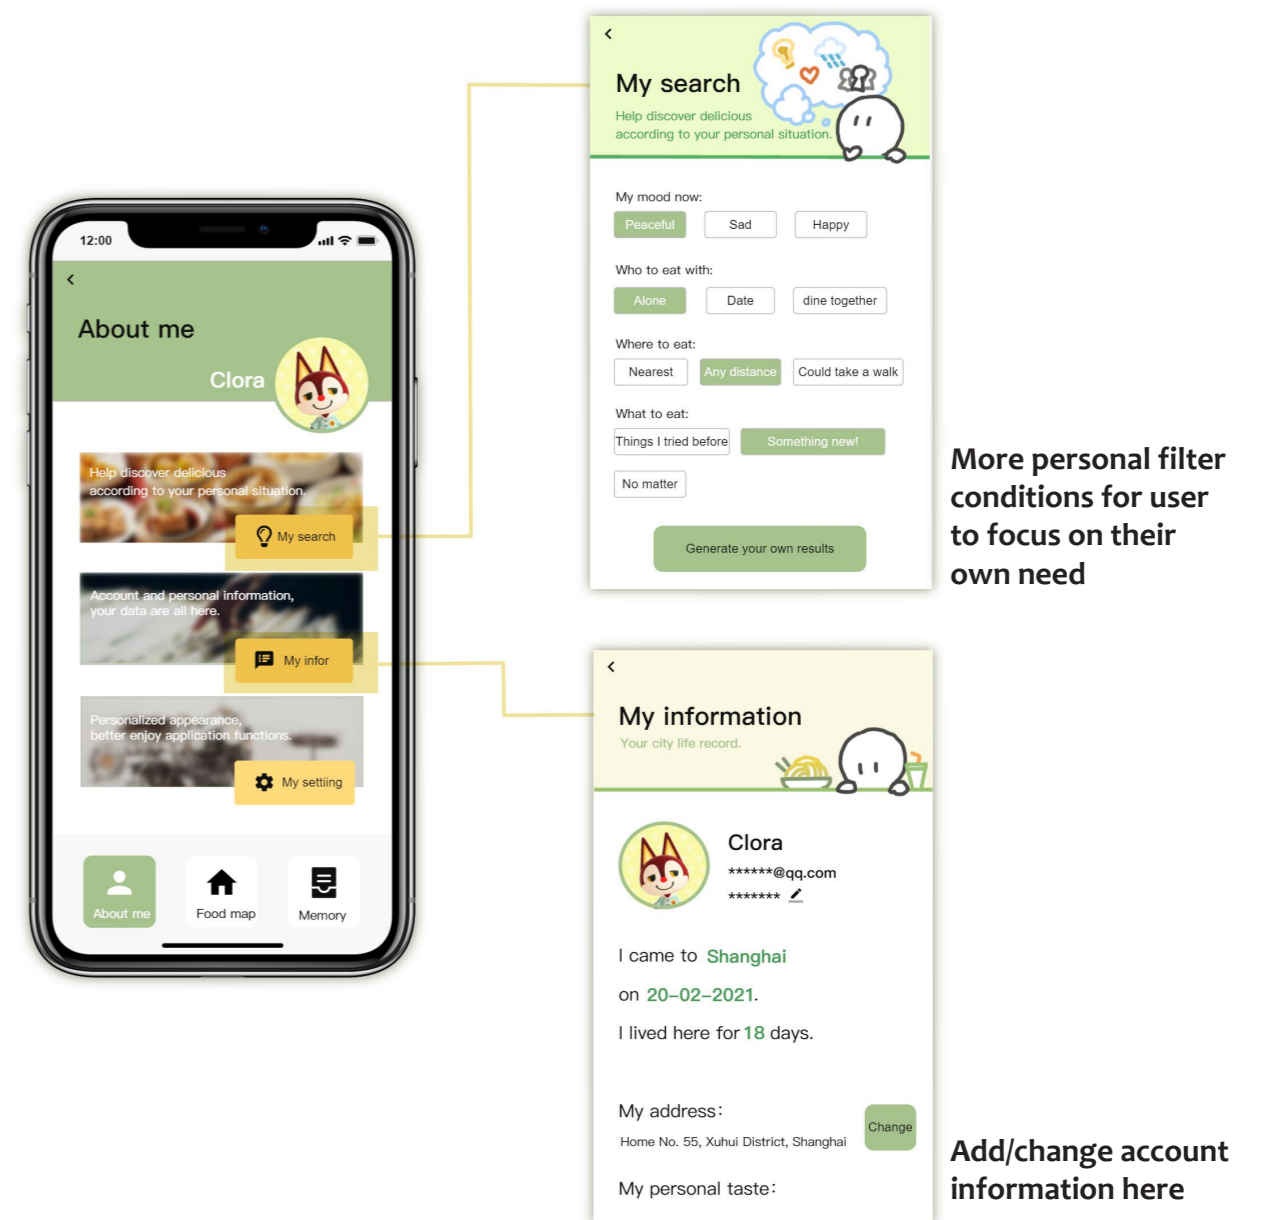 12:00
About me
Clora
Help discover delicious
according to your personal situation.
My search
Account and personal information,
your data are all here.
My infor
Personalized appearance,
better enjoy application functions.
My settiing
About me
Food map
Memory
My search
Help discover delicious
according to your personal situation.
My mood now:
Peaceful Sad Happy
Who to eat with:
Alone Date dine together
Where to eat:
Nearest Any distance Could take a walk
What to eat:
Things I tried before Something new!
No matter
Generate your own results
More personal filter
conditions for user
to focus on their
own need
My information
Your city life record.
Clora
******@qq.com
*******
I came to Shanghai
on 20-02-2021.
I lived here for 18 days.
My address:
Home No. 55, Xuhui District, Shanghai
Change
My personal taste:
Add/change account
information here